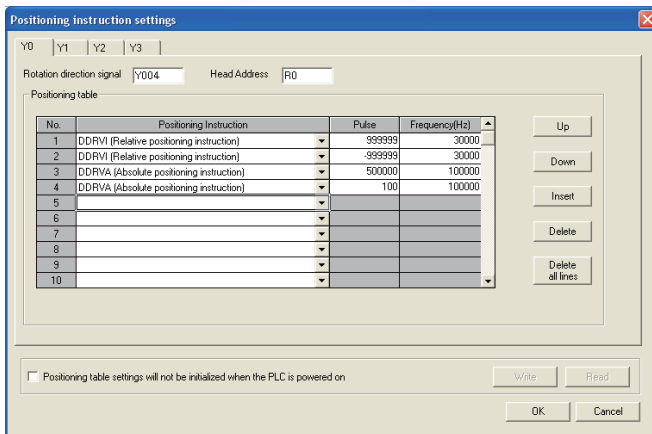 Positioning instruction settings
Y0 Y1 Y2 Y3
Rotation direction signal Y004 Head Address R0
Positioning table
No. Positioning Instruction Pulse Frequency(Hz)
1 DDRVI (Relative positioning instruction) 999999 30000
2 DDRVI (Relative positioning instruction) -999999 30000
3 DDRVA (Absolute positioning instruction) 500000 100000
4 DDRVA (Absolute positioning instruction) 100 100000
5
6
7
8
9
10
Up
Down
Insert
Delete
Delete
all lines
Positioning table settings will not be initialized when the PLC is powered on
Write Read
OK Cancel